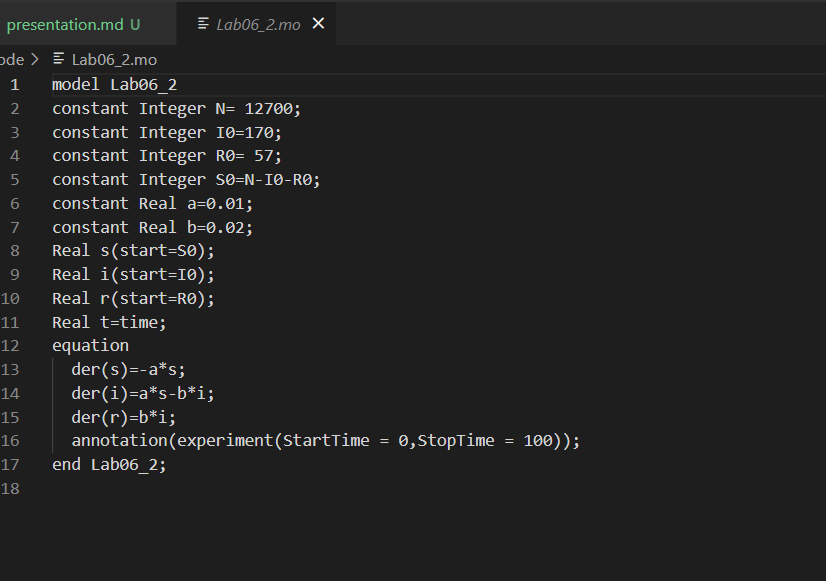 presentation.md U
Lab06_2.mo
ode > Lab06_2.mo
1 model Lab06_2
2 constant Integer N= 12700;
3 constant Integer I0=170;
4 constant Integer R0= 57;
5 constant Integer S0=N-I0-R0;
6 constant Real a=0.01;
7 constant Real b=0.02;
8 Real s(start=S0);
9 Real i(start=I0);
10 Real r(start=R0);
11 Real t=time;
12 equation
13 der(s)=-a*s;
14 der(i)=a*s-b*i;
15 der(r)=b*i;
16 annotation(experiment(StartTime = 0,StopTime = 100));
17 end Lab06_2;
18